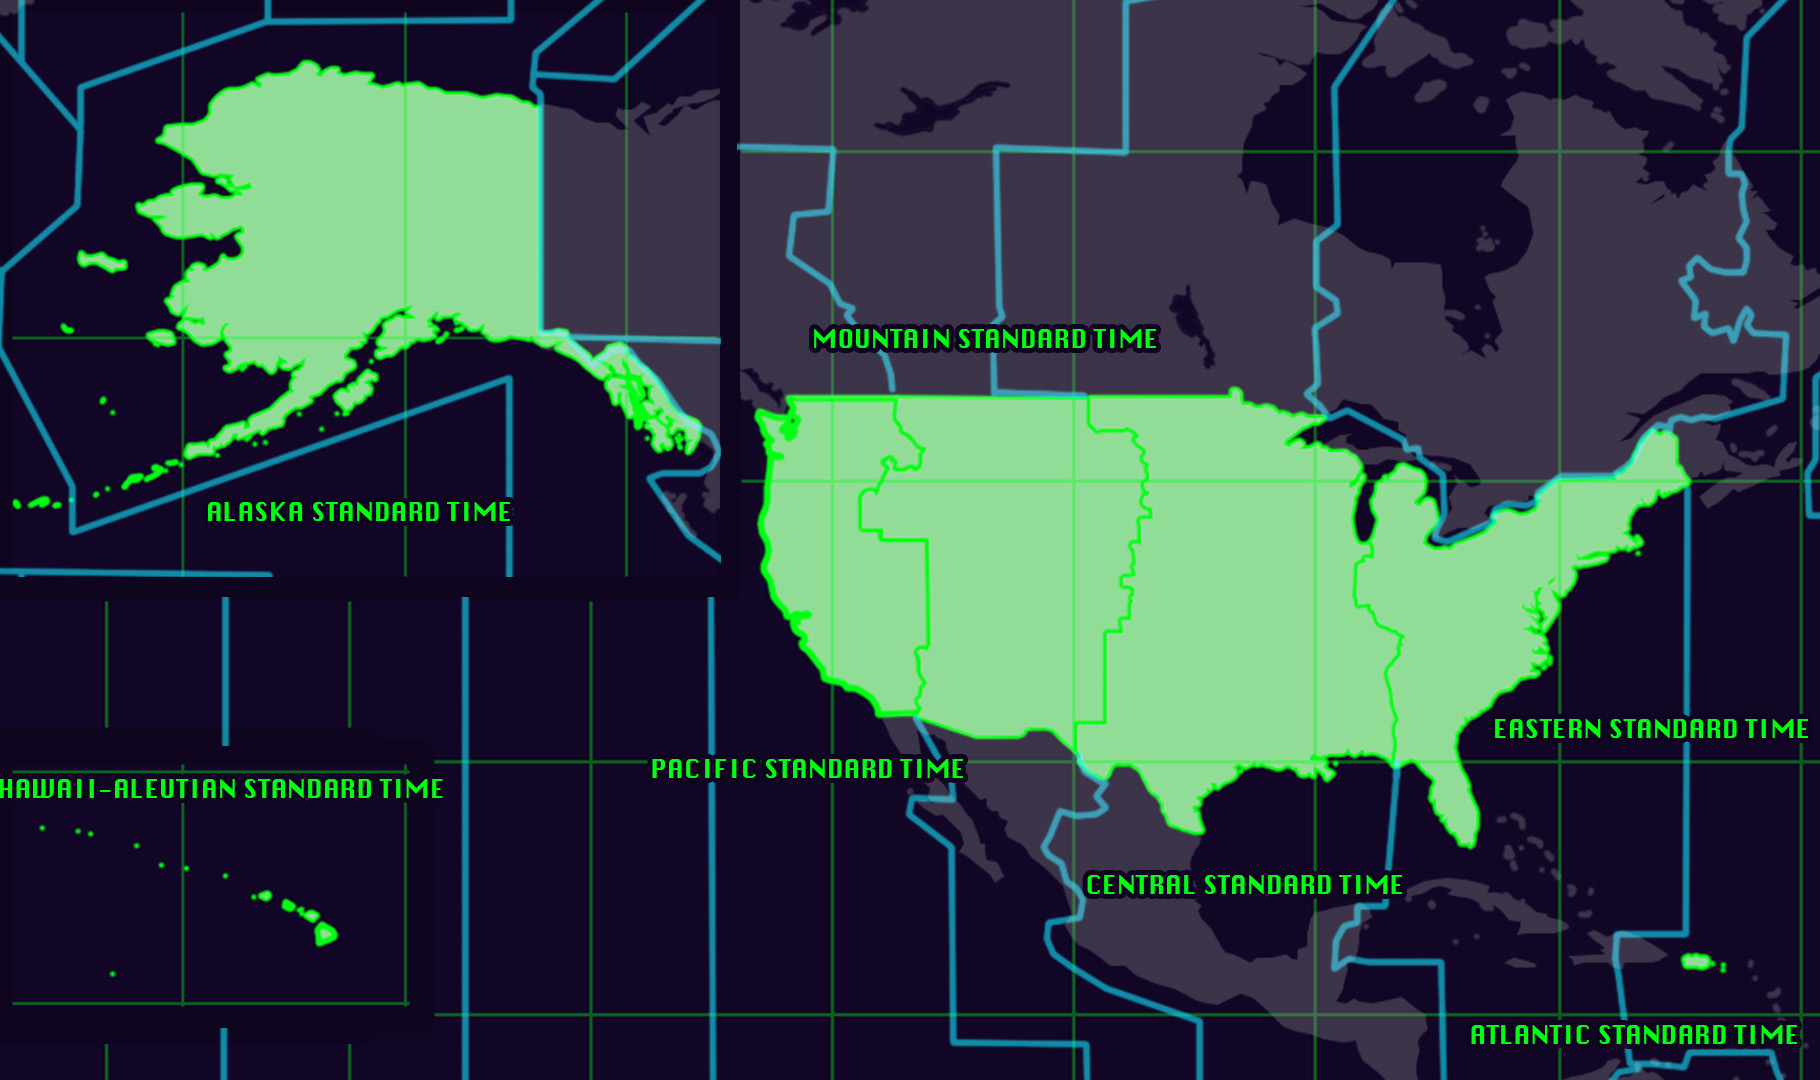 MOUNTAIN STANDARD TIME
ALASKA STANDARD TIME
EASTERN STANDARD TIME
PACIFIC STANDARD TIME
HAWAII-ALEUTIAN STANDARD TIME
CENTRAL STANDARD TIME
ATLANTIC STANDARD TIME